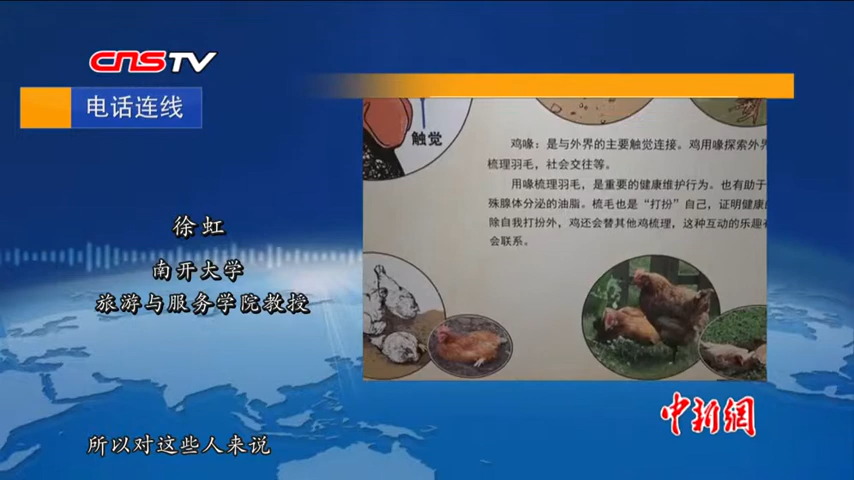 CNSTV
电话连线
徐虹
南开大学
旅游与服务学院教授
触觉
鸡喙：是与外界的主要触觉连接。鸡用喙探索外界
梳理羽毛，社会交往等。
用喙梳理羽毛，是重要的健康维护行为。也有助于
殊腺体分泌的油脂。梳毛也是“打扮”自己，证明健康的
除自我打扮外，鸡还会替其他鸡梳理，这种互动的乐趣
会联系。
中新網
所以对这些人来说